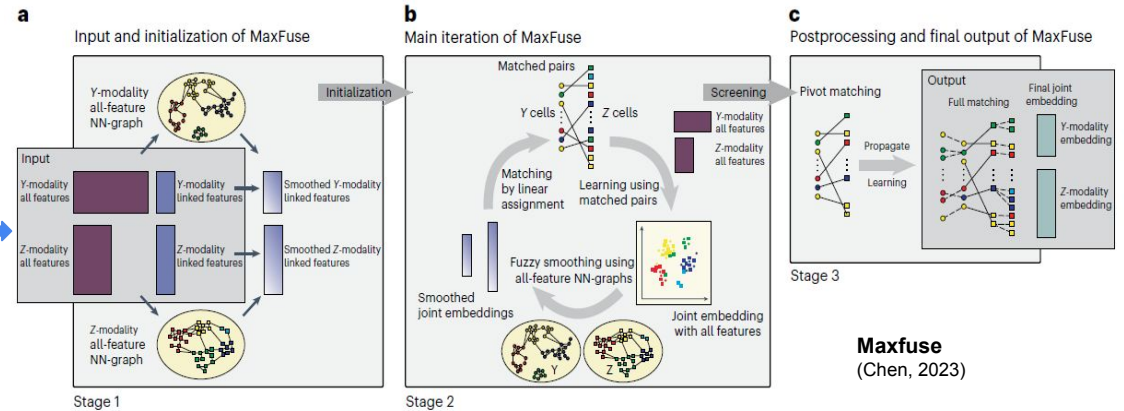 a
Input and initialization of MaxFuse
Y-modality
all-feature
NN-graph
Input
Y-modality
all features
Y-modality
linked features
Smoothed Y-modality
linked features
Z-modality
all features
Z-modality
linked features
Smoothed Z-modality
linked features
Z-modality
all-feature
NN-graph
Stage 1
Initialization
b
Main iteration of MaxFuse
Matched pairs
Y cells
Z cells
Matching
by linear
assignment
Learning using
matched pairs
Y-modality
all features
Z-modality
all features
Fuzzy smoothing using
all-feature NN-graphs
Smoothed
joint embeddings
Joint embedding
with all features
Y
Z
Stage 2
Screening
c
Postprocessing and final output of MaxFuse
Pivot matching
Propagate
Learning
Output
Full matching
Final joint
embedding
Y-modality
embedding
Z-modality
embedding
Stage 3
Maxfuse
(Chen, 2023)